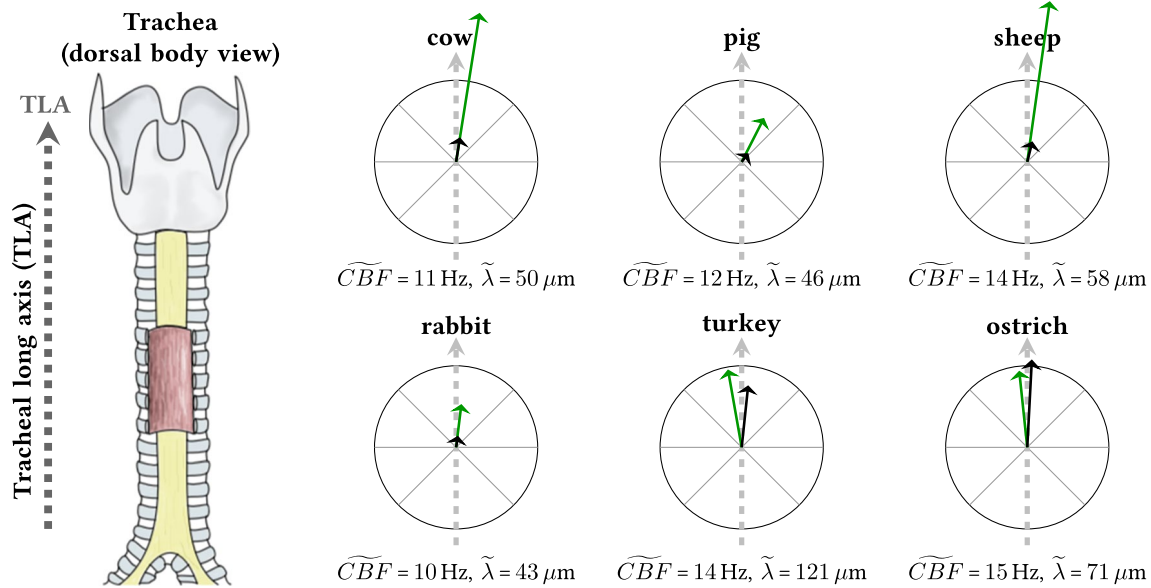 Trachea
(dorsal body view)
TLA
Tracheal long axis (TLA)
cow
pig
sheep
C͠BF = 11 Hz, λ̃ = 50 μm
C͠BF = 12 Hz, λ̃ = 46 μm
C͠BF = 14 Hz, λ̃ = 58 μm
rabbit
turkey
ostrich
C͠BF = 10 Hz, λ̃ = 43 μm
C͠BF = 14 Hz, λ̃ = 121 μm
C͠BF = 15 Hz, λ̃ = 71 μm